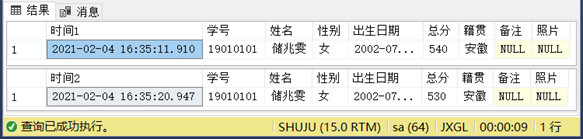 结果 消息
时间1 学号 姓名 性别 出生日期 总分 籍贯 备注 照片
1 2021-02-04 16:35:11.910 19010101 储兆雯 女 2002-07... 540 安徽 NULL NULL
时间2 学号 姓名 性别 出生日期 总分 籍贯 备注 照片
1 2021-02-04 16:35:20.947 19010101 储兆雯 女 2002-07... 530 安徽 NULL NULL
查询已成功执行。 SHUJU (15.0 RTM) sa (64) JXGL 00:00:09 1 行